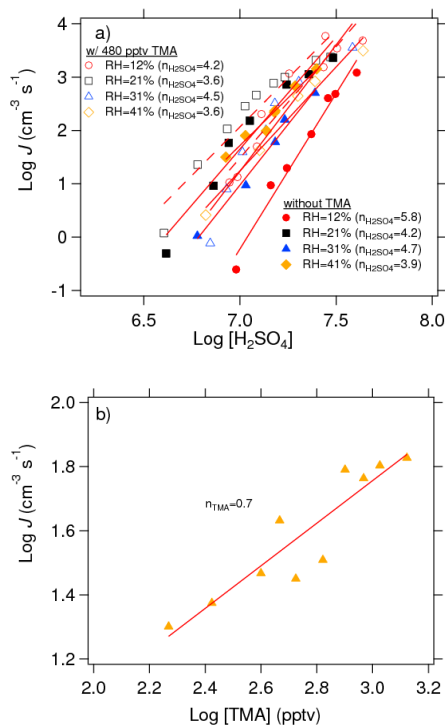 a)
w/ 480 pptv TMA
RH=12% (nH2SO4=4.2)
RH=21% (nH2SO4=3.6)
RH=31% (nH2SO4=4.5)
RH=41% (nH2SO4=3.6)
without TMA
RH=12% (nH2SO4=5.8)
RH=21% (nH2SO4=4.2)
RH=31% (nH2SO4=4.7)
RH=41% (nH2SO4=3.9)
Log J (cm⁻³ s⁻¹)
4
3
2
1
0
-1
6.5 7.0 7.5 8.0
Log [H2SO4]
b)
nTMA=0.7
Log J (cm⁻³ s⁻¹)
2.0
1.8
1.6
1.4
1.2
2.0 2.2 2.4 2.6 2.8 3.0 3.2
Log [TMA] (pptv)